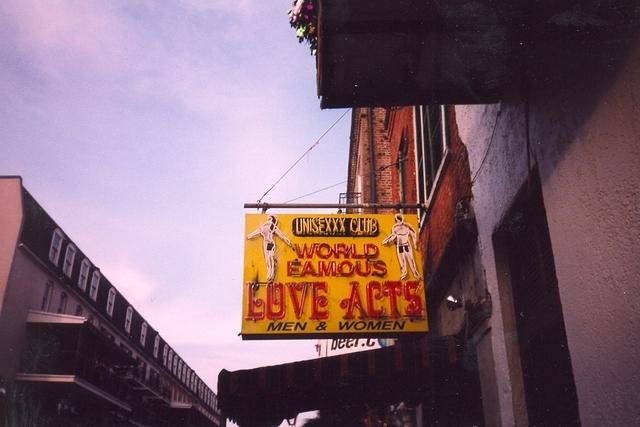 UNISEXXX CLUB
WORLD
FAMOUS
LOVE ACTS
MEN & WOMEN
beer.c